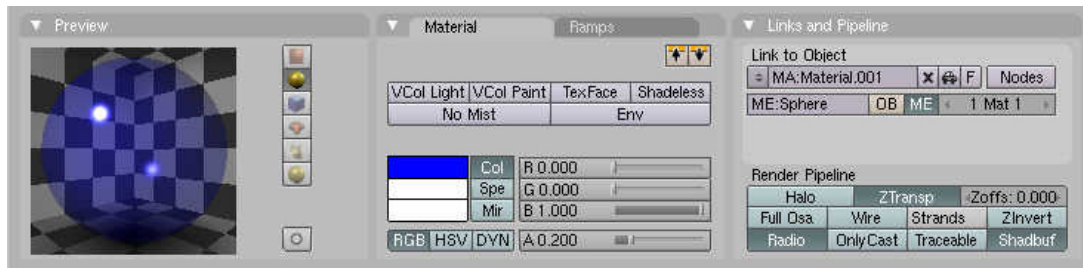 Preview
Material Ramps
Links and Pipeline
Link to Object
MA:Material.001 X F Nodes
VCol Light VCol Paint TexFace Shadeless
ME:Sphere OB ME 1 Mat 1
No Mist Env
Col R 0.000
Spe G 0.000
Mir B 1.000
RGB HSV DYN A 0.200
Render Pipeline
Halo ZTransp Zoffs: 0.000
Full Osa Wire Strands ZInvert
Radio OnlyCast Traceable Shadbuf